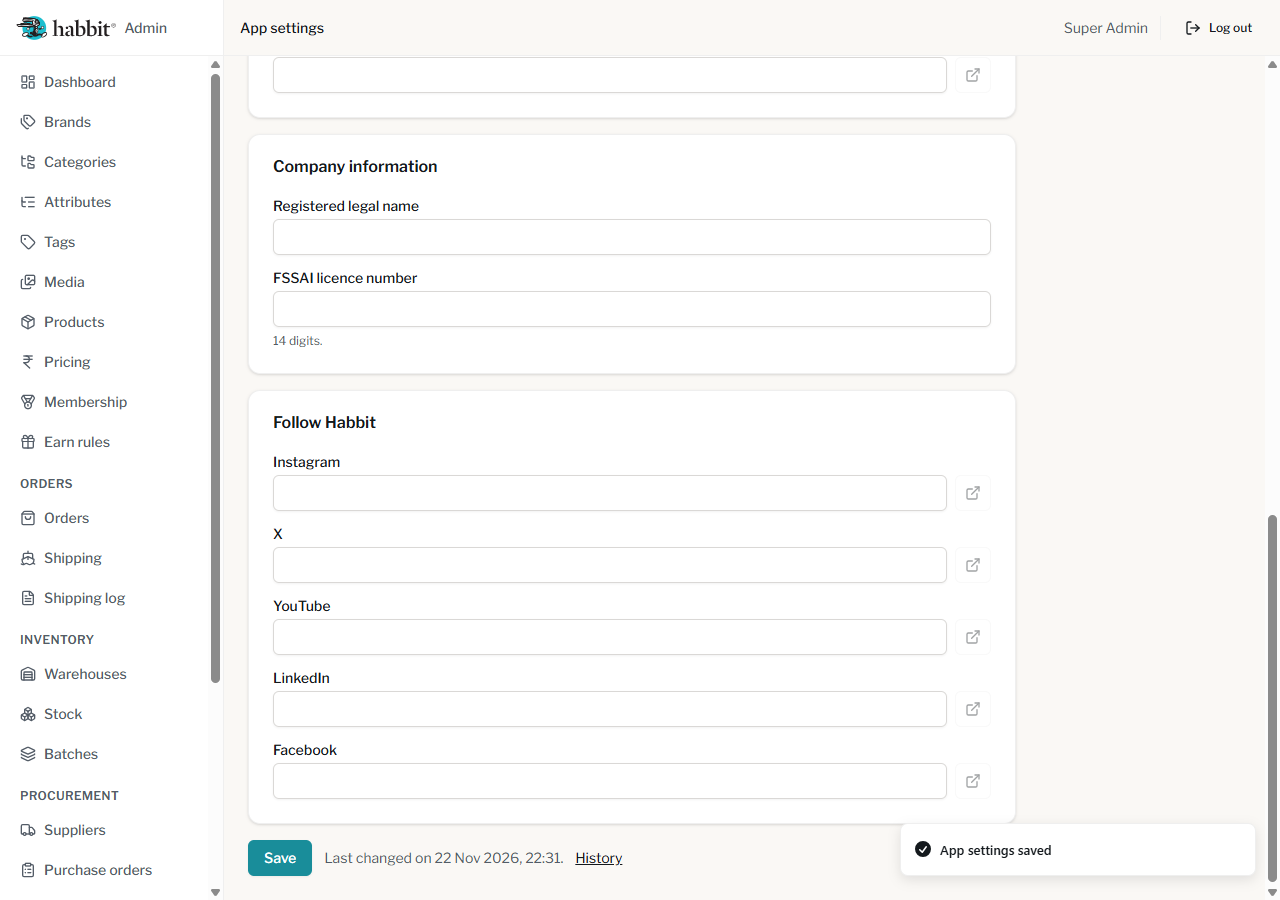 habbit® Admin
App settings
Super Admin
Log out
Dashboard
Brands
Categories
Attributes
Tags
Media
Products
Pricing
Membership
Earn rules
ORDERS
Orders
Shipping
Shipping log
INVENTORY
Warehouses
Stock
Batches
PROCUREMENT
Suppliers
Purchase orders
Company information
Registered legal name
FSSAI licence number
14 digits.
Follow Habbit
Instagram
X
YouTube
LinkedIn
Facebook
Save Last changed on 22 Nov 2026, 22:31. History
App settings saved